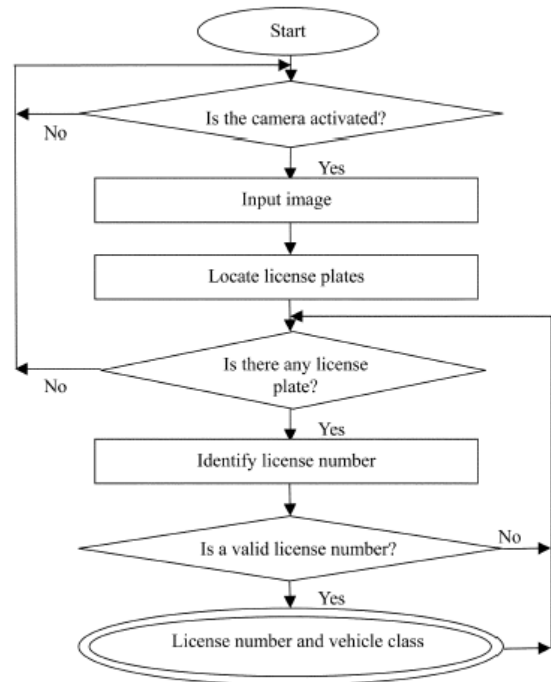 Start
Is the camera activated?
No
Yes
Input image
Locate license plates
Is there any license
plate?
No
Yes
Identify license number
Is a valid license number?
No
Yes
License number and vehicle class